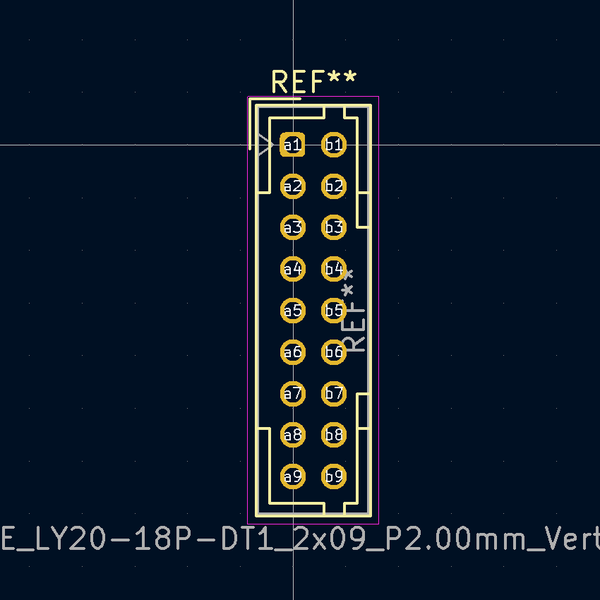 REF**
a1 b1
a2 b2
a3 b3
a4 b4
a5 b5
a6 b6
a7 b7
a8 b8
a9 b9
REF**
E_LY20-18P-DT1_2x09_P2.00mm_Vert